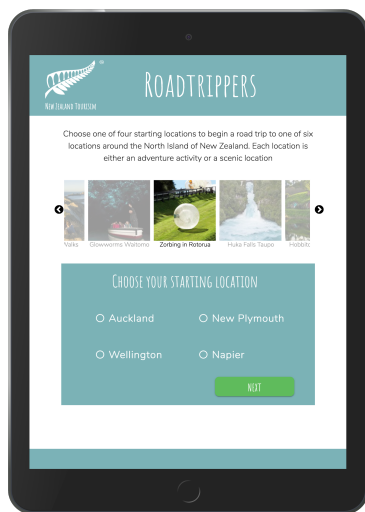 ROADTRIPPERS
NEW ZEALAND TOURISM
Choose one of four starting locations to begin a road trip to one of six
locations around the North Island of New Zealand. Each location is
either an adventure activity or a scenic location
Walks Glowworms Waitomo Zorbing in Rotorua Huka Falls Taupo Hobbitc
CHOOSE YOUR STARTING LOCATION
Auckland New Plymouth
Wellington Napier
NEXT